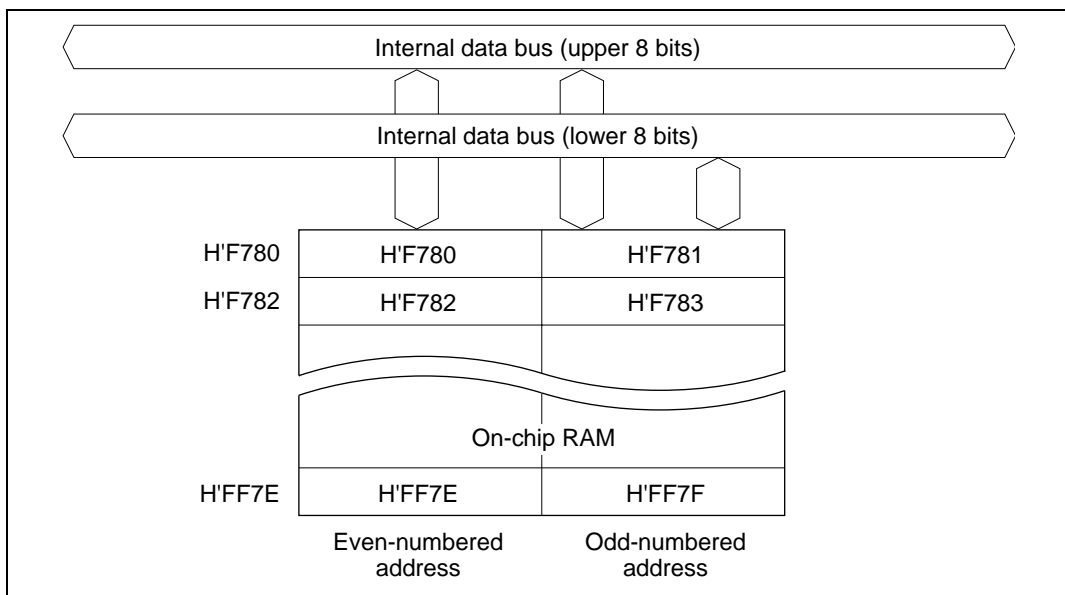 Internal data bus (upper 8 bits)
Internal data bus (lower 8 bits)
H'F780 H'F780 H'F781
H'F782 H'F782 H'F783
On-chip RAM
H'FF7E H'FF7E H'FF7F
Even-numbered address
Odd-numbered address